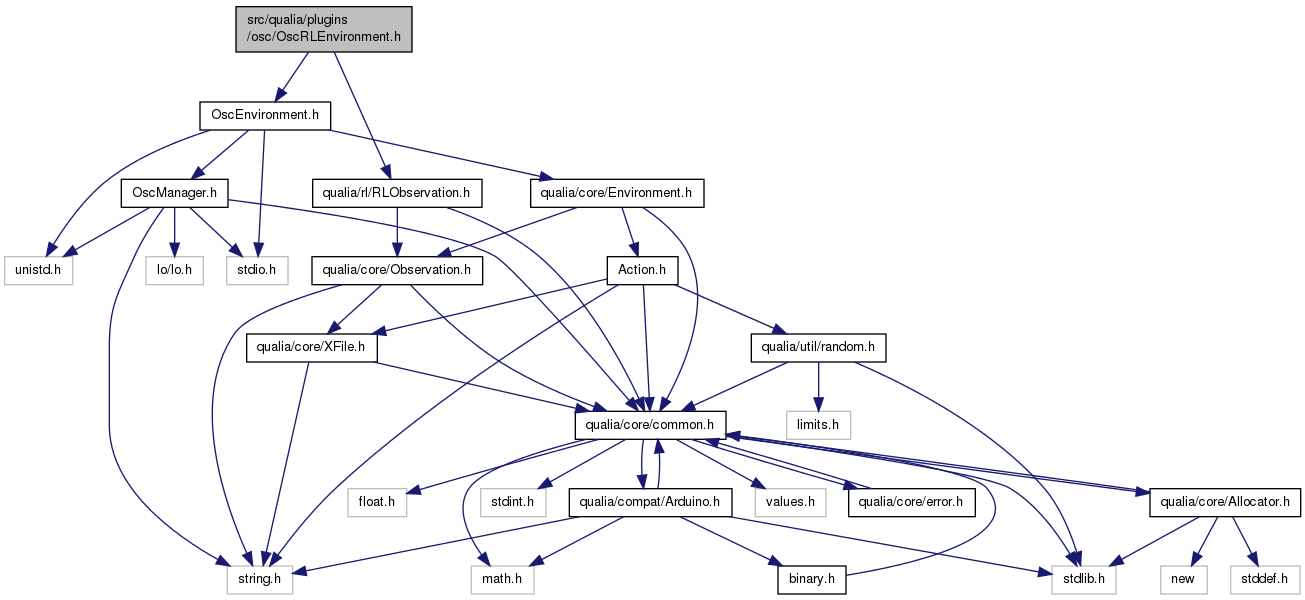 src/qualia/plugins
/osc/OscRLEnvironment.h
OscEnvironment.h
OscManager.h
qualia/rl/RLObservation.h
qualia/core/Environment.h
unistd.h
lo/lo.h
stdio.h
qualia/core/Observation.h
Action.h
qualia/core/XFile.h
qualia/util/random.h
qualia/core/common.h
limits.h
float.h
stdint.h
qualia/compat/Arduino.h
values.h
qualia/core/error.h
qualia/core/Allocator.h
string.h
math.h
binary.h
stdlib.h
new
stddef.h